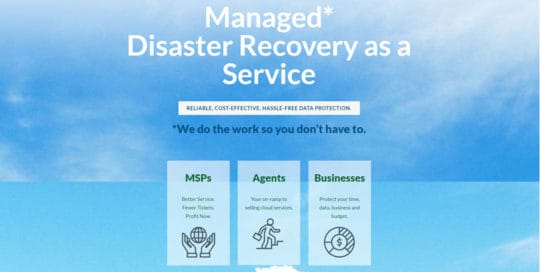 Managed*
Disaster Recovery as a
Service
RELIABLE, COST-EFFECTIVE, HASSLE-FREE DATA PROTECTION.
*We do the work so you don't have to.
MSPs
Better Service.
Fewer Tickets.
Profit Now.
Agents
Your on-ramp to
selling cloud services.
Businesses
Protect your time,
data, business and
budget.
$